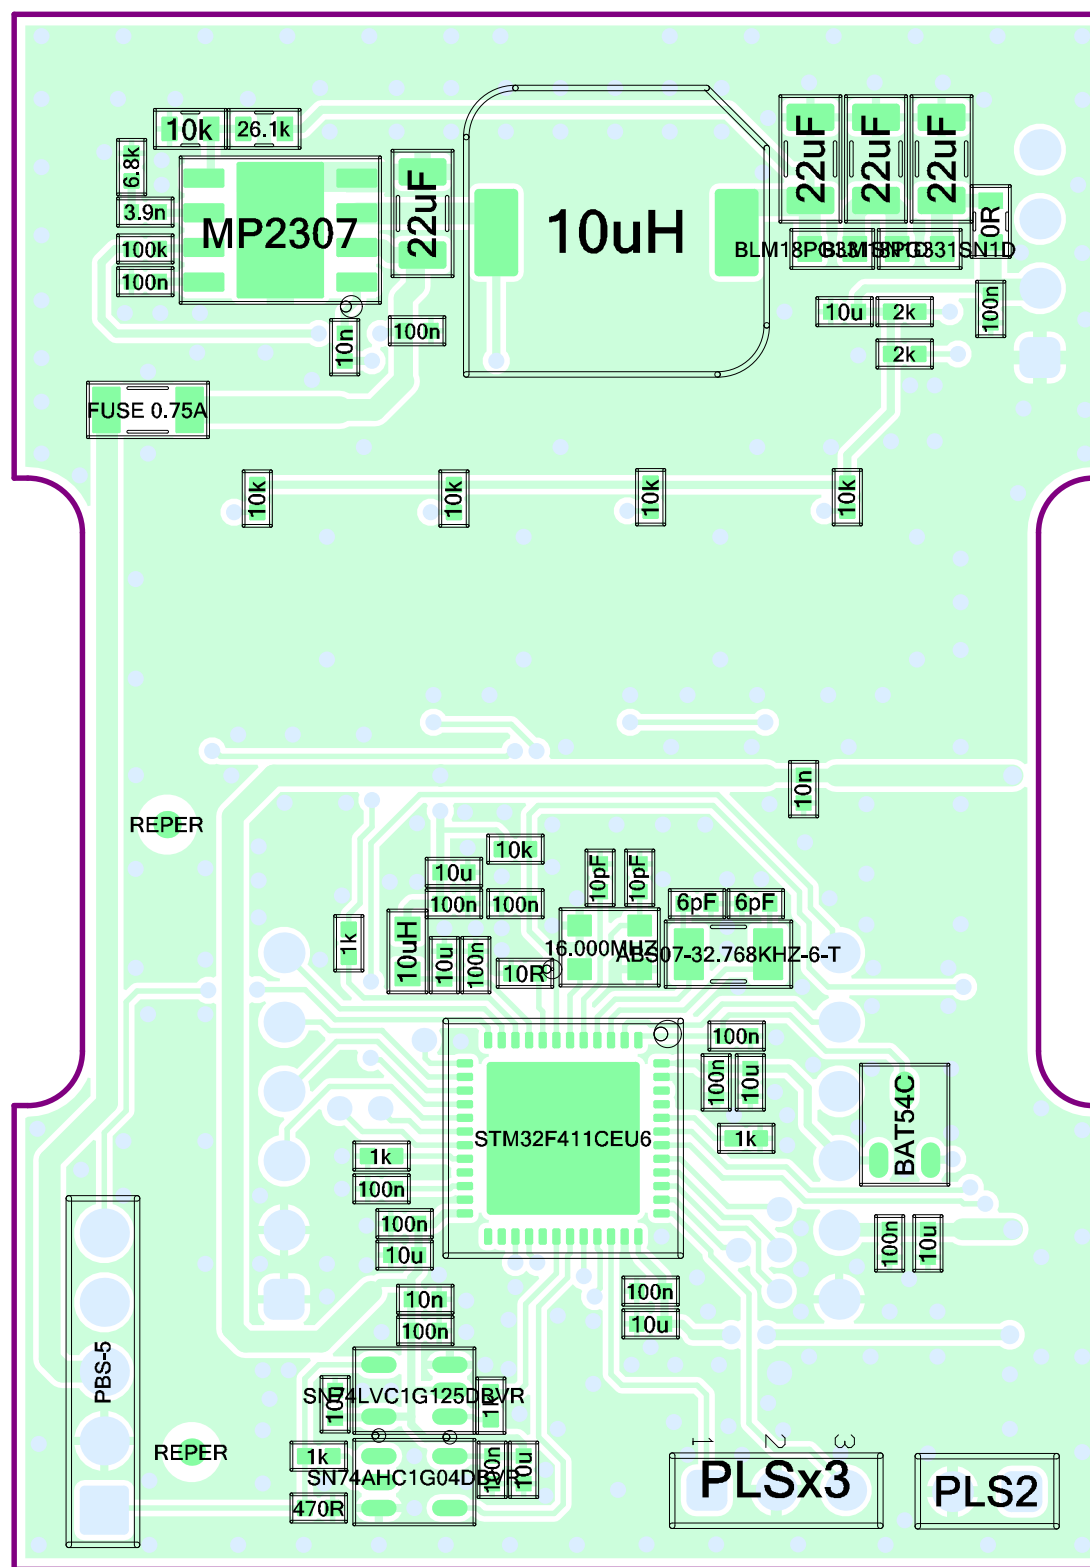 10k
26.1k
6.8k
3.9n
100k
100n
MP2307
22uF
10uH
22uF
22uF
22uF
0R
BLM18PG331SN1D
BLM18PG331SN1D
10n
100n
10u
2k
100n
2k
FUSE 0.75A
10k
10k
10k
10k
10n
REPER
10k
10u
10pF
10pF
100n
100n
6pF
6pF
1k
10uH
10u
100n
10R
16.000MHZ
ABS07-32.768KHZ-6-T
100n
100n
10u
STM32F411CEU6
1k
BAT54C
1k
100n
100n
10u
100n
10u
10n
100n
100n
10u
PBS-5
SN74LVC1G125DBVR
REPER
1k
SN74AHC1G04DBVR
100n
10u
470R
1
2
3
PLSx3
PLS2